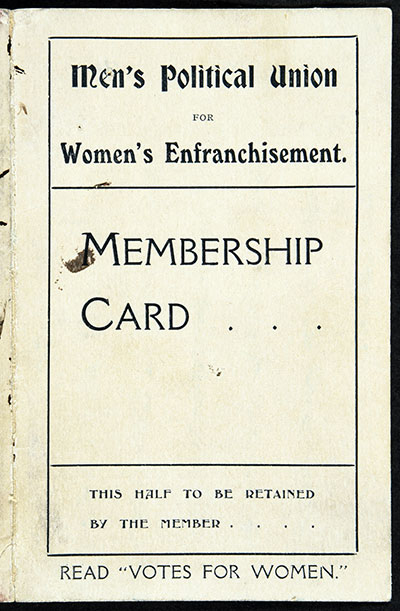 Men's Political Union
FOR
Women's Enfranchisement.
MEMBERSHIP
CARD . . .
THIS HALF TO BE RETAINED
BY THE MEMBER . . . .
READ "VOTES FOR WOMEN."